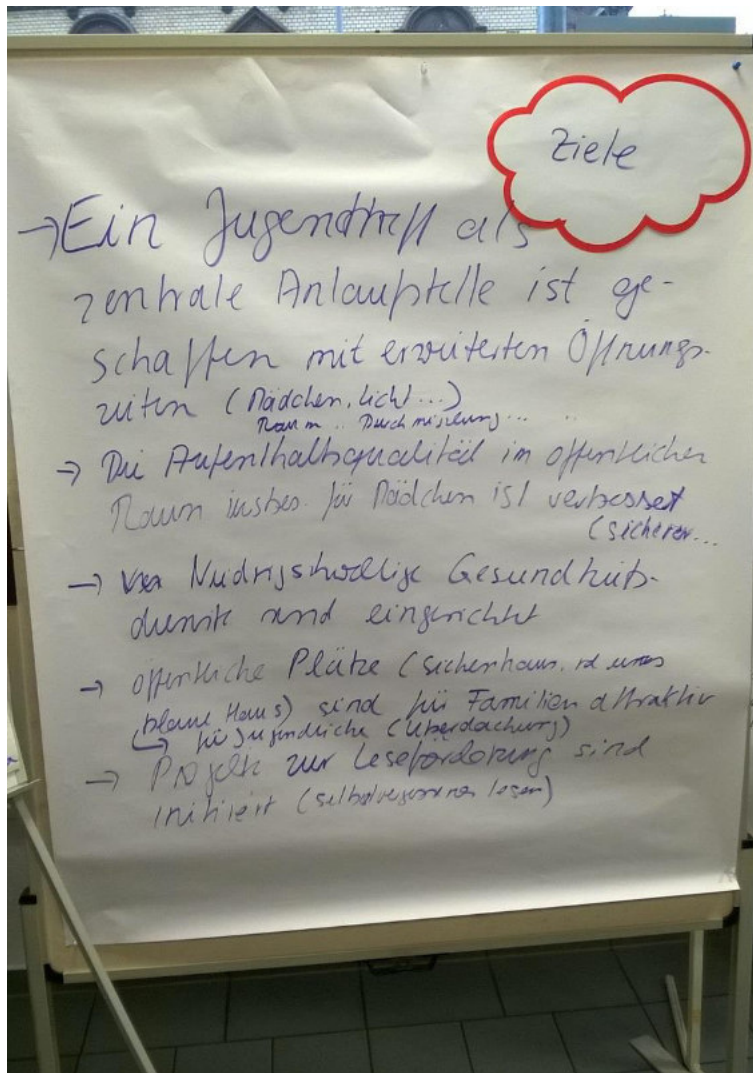 Ziele
→ Ein Jugendtreff als
zentrale Anlaufstelle ist ge-
schaffen mit erweiterten Öffnungs-
zeiten (Mädchen, Licht ...)
Raum .. Durchmischung ... ..
→ Die Aufenthaltsqualität im öffentlichen
Raum insbes. für Mädchen ist verbessert
(sicherer ...
→ Niedrigschwellige Gesundheits-
dienste sind eingerichtet
→ öffentliche Plätze (
blaue Haus) sind für Familien attraktiv
↳ für Jugendliche (Überdachung)
→ Projekte zur Leseförderung sind
initiiert (selbstvergessenes lesen)